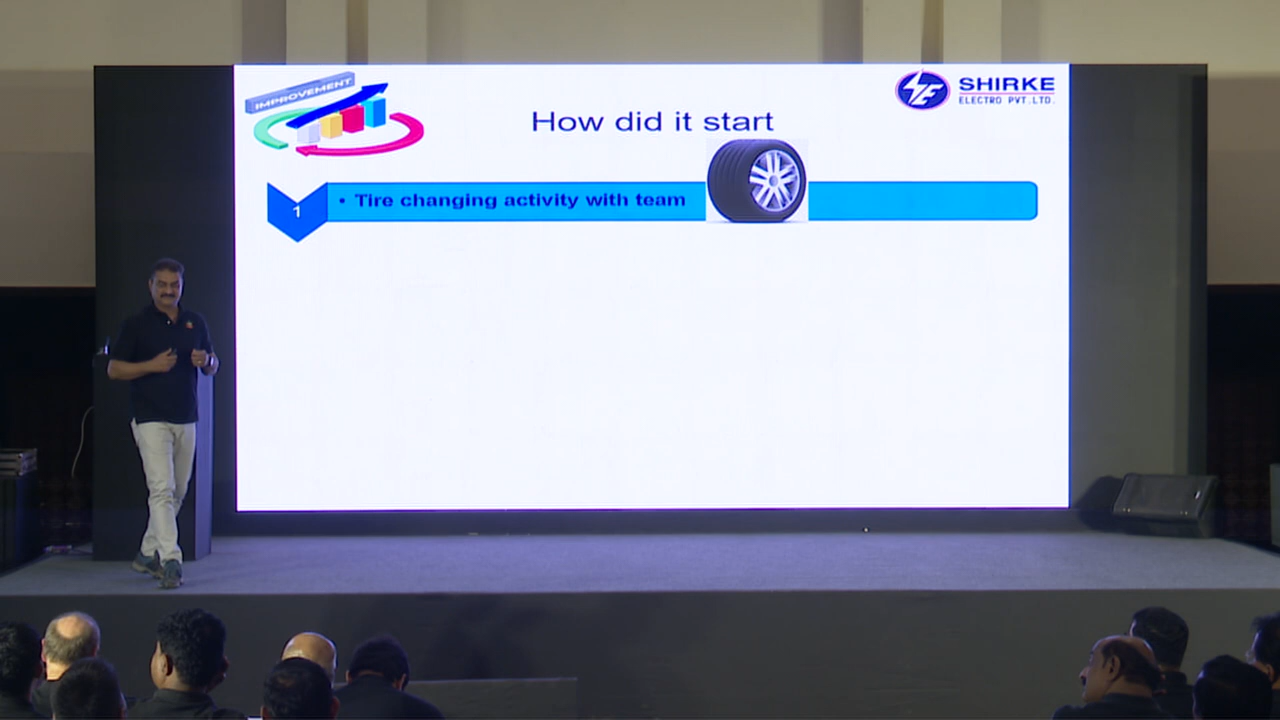 IMPROVEMENT
SHIRKE
ELECTRO PVT.LTD.
How did it start
1
• Tire changing activity with team